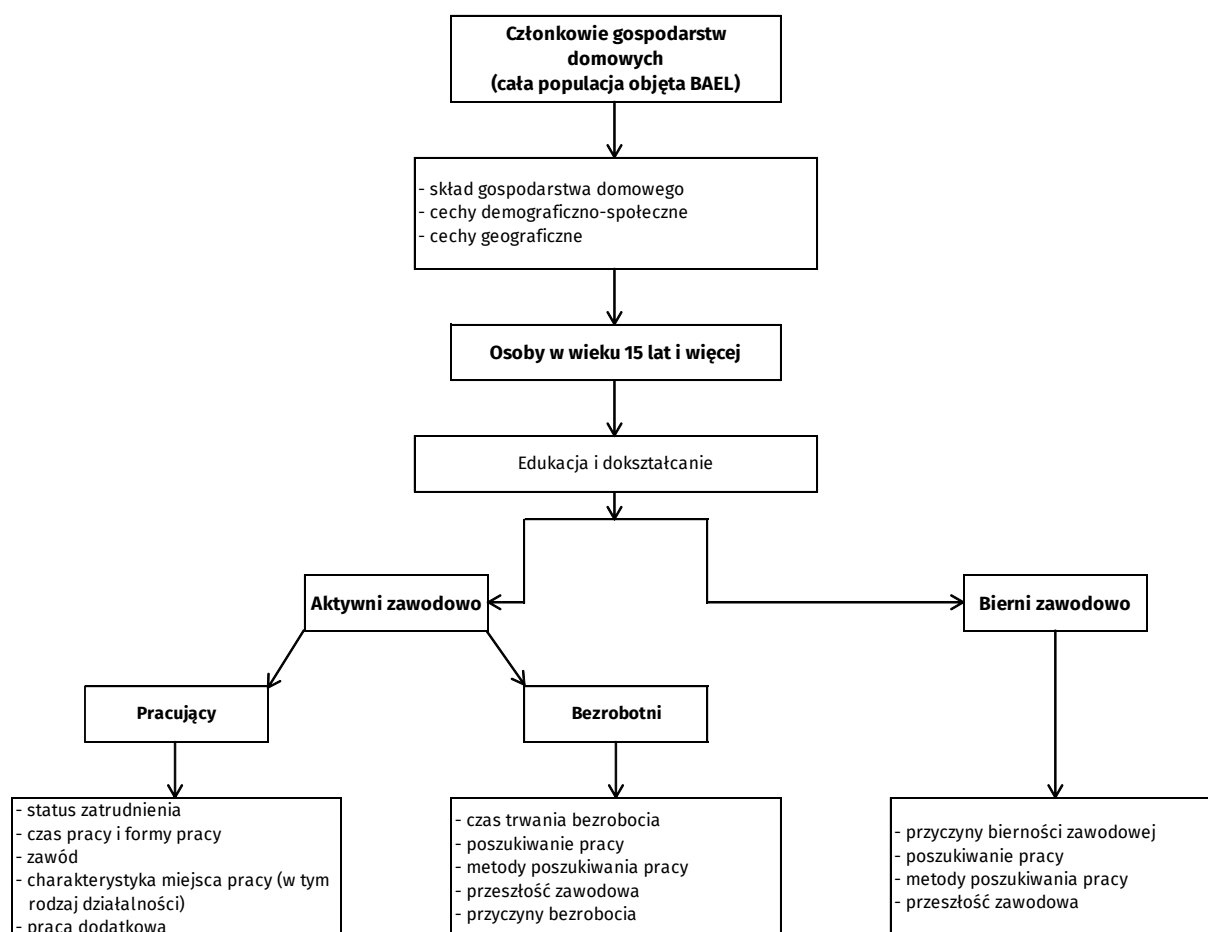 Członkowie gospodarstw
domowych
(cała populacja objęta BAEL)
- skład gospodarstwa domowego
- cechy demograficzno-społeczne
- cechy geograficzne
Osoby w wieku 15 lat i więcej
Edukacja i dokształcanie
Aktywni zawodowo
Bierni zawodowo
Pracujący
Bezrobotni
- status zatrudnienia
- czas pracy i formy pracy
- zawód
- charakterystyka miejsca pracy (w tym
rodzaj działalności)
- praca dodatkowa
- czas trwania bezrobocia
- poszukiwanie pracy
- metody poszukiwania pracy
- przeszłość zawodowa
- przyczyny bezrobocia
- przyczyny bierności zawodowej
- poszukiwanie pracy
- metody poszukiwania pracy
- przeszłość zawodowa